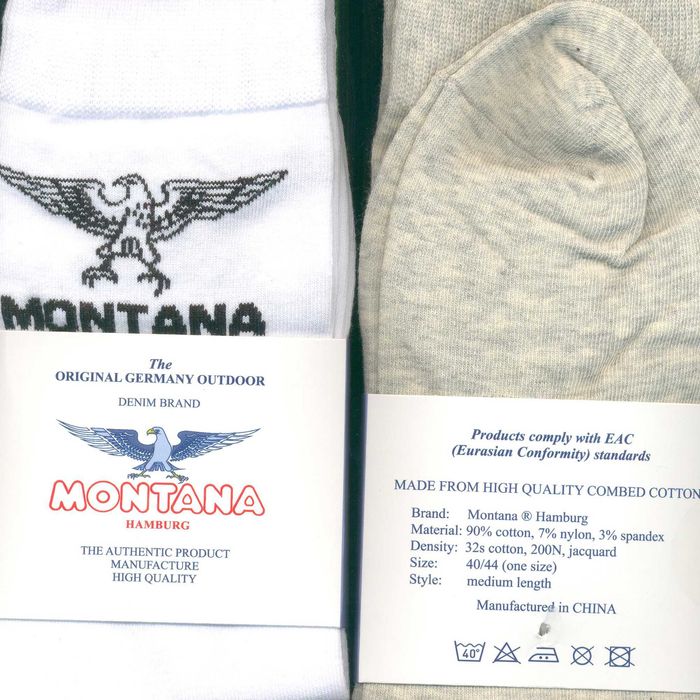 MONTANA
The
ORIGINAL GERMANY OUTDOOR
DENIM BRAND
MONTANA
HAMBURG
THE AUTHENTIC PRODUCT
MANUFACTURE
HIGH QUALITY
Products comply with EAC
(Eurasian Conformity) standards
MADE FROM HIGH QUALITY COMBED COTTON
Brand: Montana ® Hamburg
Material: 90% cotton, 7% nylon, 3% spandex
Density: 32s cotton, 200N, jacquard
Size: 40/44 (one size)
Style: medium length
Manufactured in CHINA
40°